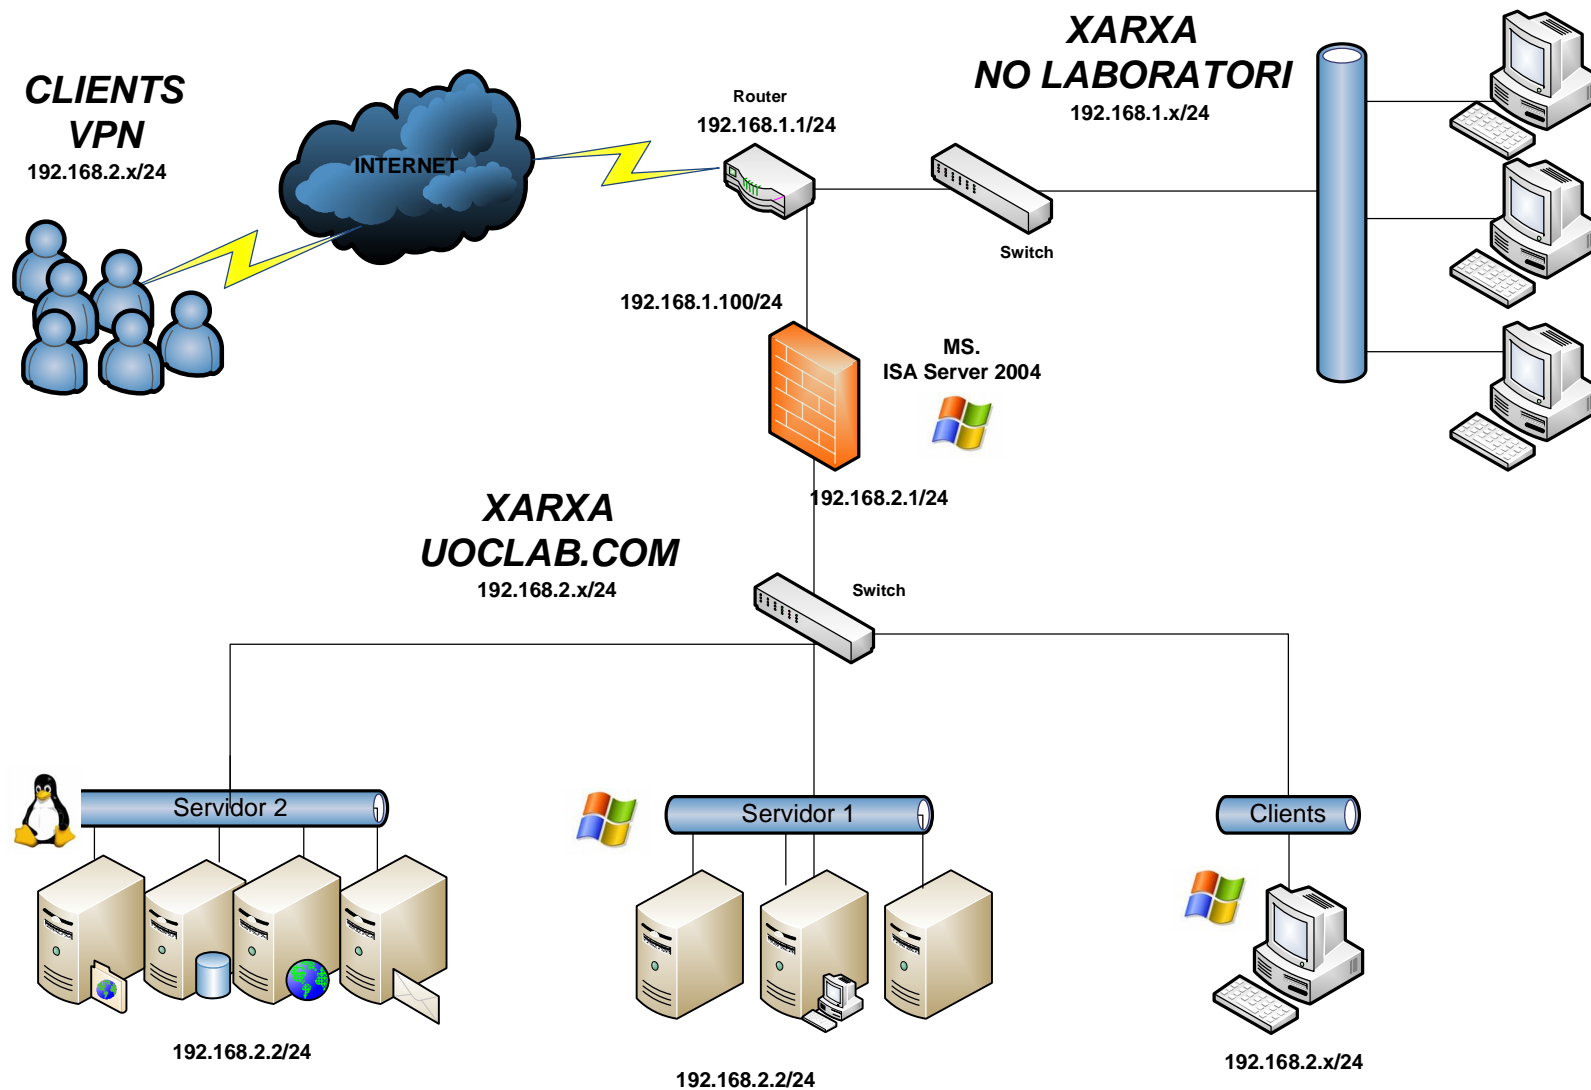 CLIENTS
VPN
192.168.2.x/24
INTERNET
Router
192.168.1.1/24
XARXA
NO LABORATORI
192.168.1.x/24
Switch
192.168.1.100/24
MS.
ISA Server 2004
192.168.2.1/24
XARXA
UOCLAB.COM
192.168.2.x/24
Switch
Servidor 2
Servidor 1
Clients
192.168.2.2/24
192.168.2.2/24
192.168.2.x/24